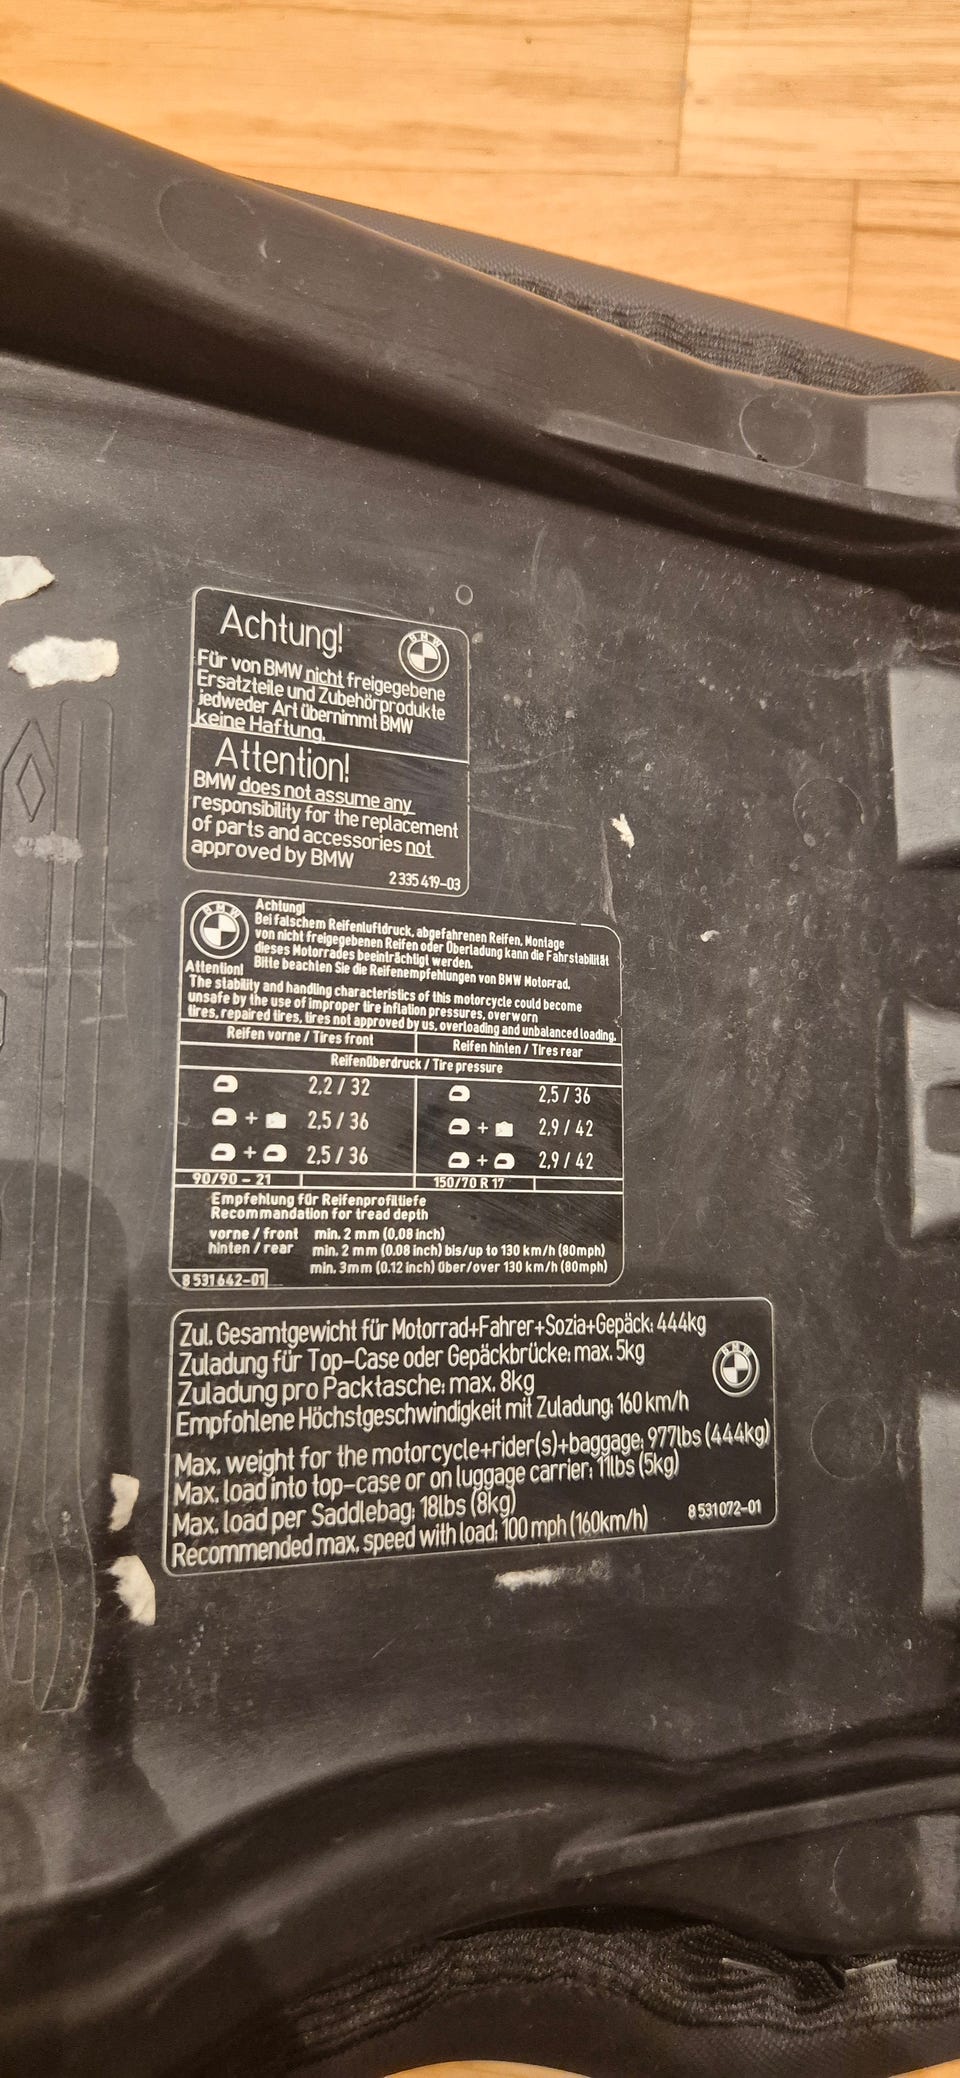 Achtung!
BMW
Für von BMW nicht freigegebene
Ersatzteile und Zubehörprodukte
jedweder Art übernimmt BMW
keine Haftung.
Attention!
BMW does not assume any
responsibility for the replacement
of parts and accessories not
approved by BMW
2 335 419-03
BMW
Achtung!
Bei falschem Reifenluftdruck, abgefahrenen Reifen, Montage
von nicht freigegebenen Reifen oder Überladung kann die Fahrstabilität
dieses Motorrades beeinträchtigt werden.
Bitte beachten Sie die Reifenempfehlungen von BMW Motorrad.
Attention!
The stability and handling characteristics of this motorcycle could become
unsafe by the use of improper tire inflation pressures, overworn
tires, repaired tires, tires not approved by us, overloading and unbalanced loading.
Reifen vorne / Tires front Reifen hinten / Tires rear
Reifenüberdruck / Tire pressure
2,2 / 32 2,5 / 36
+ 2,5 / 36 + 2,9 / 42
+ 2,5 / 36 + 2,9 / 42
90/90 - 21 150/70 R 17
Empfehlung für Reifenprofiltiefe
Recommandation for tread depth
vorne / front min. 2 mm (0.08 inch)
hinten / rear min. 2 mm (0.08 inch) bis/up to 130 km/h (80mph)
min. 3mm (0.12 inch) über/over 130 km/h (80mph)
8 531 642-01
Zul. Gesamtgewicht für Motorrad+Fahrer+Sozia+Gepäck: 444kg
Zuladung für Top-Case oder Gepäckbrücke: max. 5kg
BMW
Zuladung pro Packtasche: max. 8kg
Empfohlene Höchstgeschwindigkeit mit Zuladung: 160 km/h
Max. weight for the motorcycle+rider(s)+baggage: 977lbs (444kg)
Max. load into top-case or on luggage carrier: 11lbs (5kg)
Max. load per Saddlebag: 18lbs (8kg)
Recommended max. speed with load: 100 mph (160km/h)
8 531 072-01